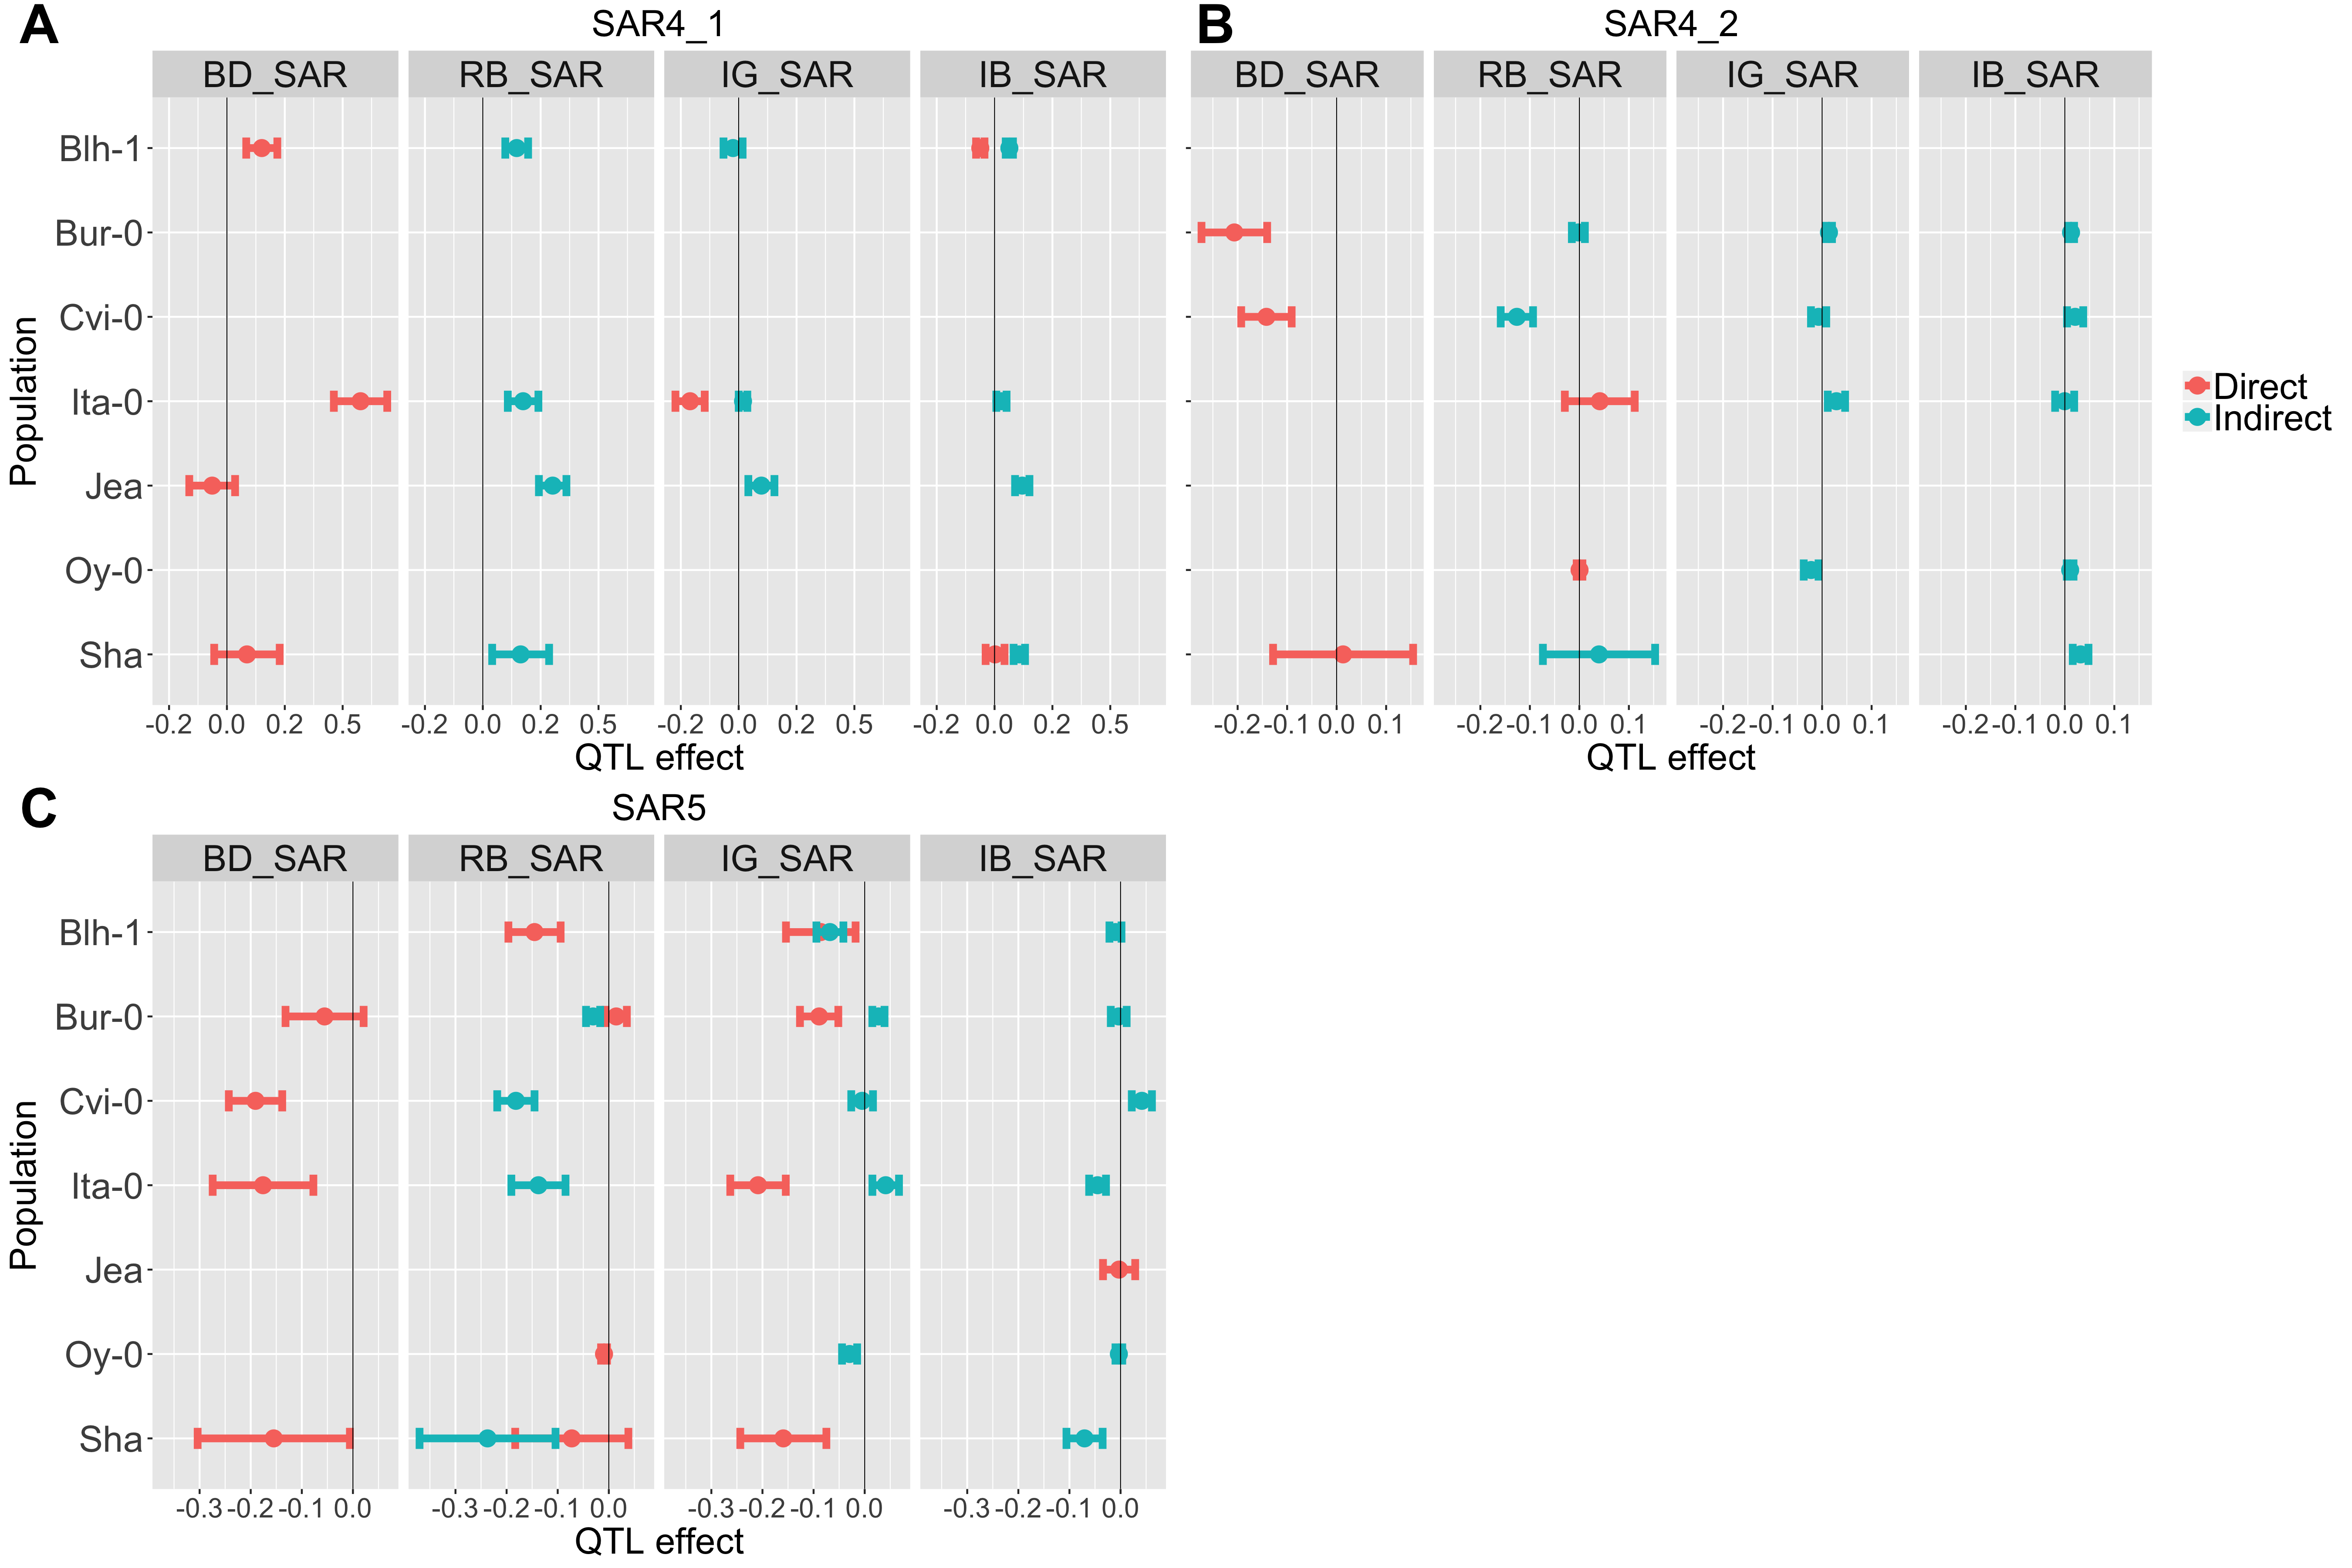 A
SAR4_1
BD_SAR RB_SAR IG_SAR IB_SAR
Population
Blh-1
Bur-0
Cvi-0
Ita-0
Jea
Oy-0
Sha
-0.2 0.0 0.2 0.5 -0.2 0.0 0.2 0.5 -0.2 0.0 0.2 0.5 -0.2 0.0 0.2 0.5
QTL effect
B
SAR4_2
BD_SAR RB_SAR IG_SAR IB_SAR
-0.2 -0.1 0.0 0.1 -0.2 -0.1 0.0 0.1 -0.2 -0.1 0.0 0.1 -0.2 -0.1 0.0 0.1
QTL effect
Direct
Indirect
C
SAR5
BD_SAR RB_SAR IG_SAR IB_SAR
Population
Blh-1
Bur-0
Cvi-0
Ita-0
Jea
Oy-0
Sha
-0.3 -0.2 -0.1 0.0 -0.3 -0.2 -0.1 0.0 -0.3 -0.2 -0.1 0.0 -0.3 -0.2 -0.1 0.0
QTL effect